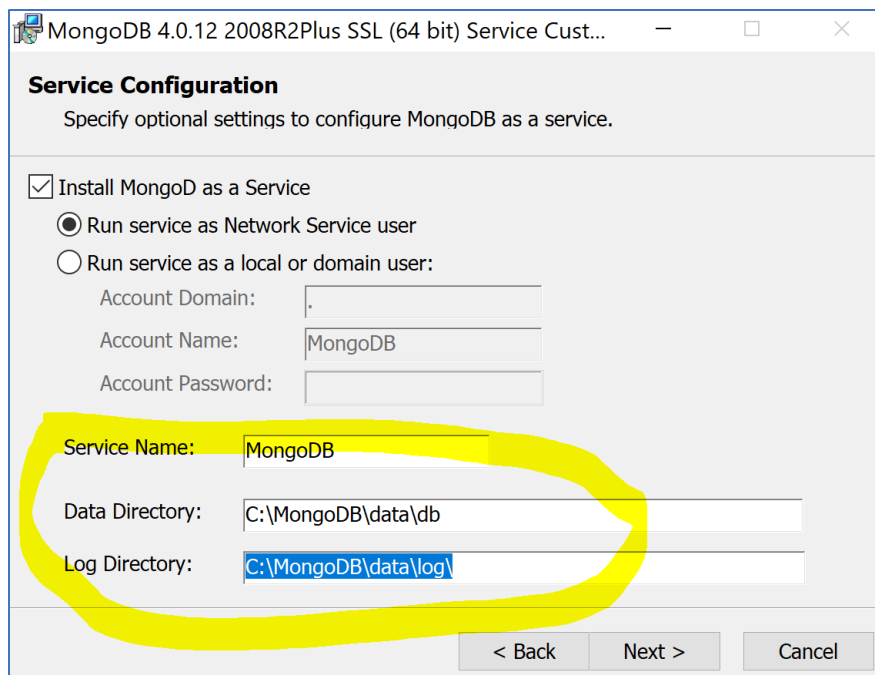 MongoDB 4.0.12 2008R2Plus SSL (64 bit) Service Cust...
Service Configuration
Specify optional settings to configure MongoDB as a service.
Install MongoD as a Service
Run service as Network Service user
Run service as a local or domain user:
Account Domain: .
Account Name: MongoDB
Account Password:
Service Name: MongoDB
Data Directory: C:\MongoDB\data\db
Log Directory: C:\MongoDB\data\log\
< Back Next > Cancel